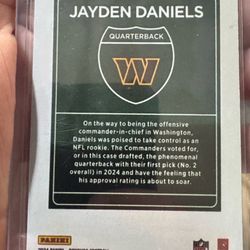 JAYDEN DANIELS
QUARTERBACK
W
On the way to being the offensive
commander-in-chief in Washington,
Daniels was poised to take control as an
NFL rookie. The Commanders voted for,
or in this case drafted, the phenomenal
quarterback with their first pick (No. 2
overall) in 2024 and have the feeling that
his approval rating is about to soar.
PANINI
NFL